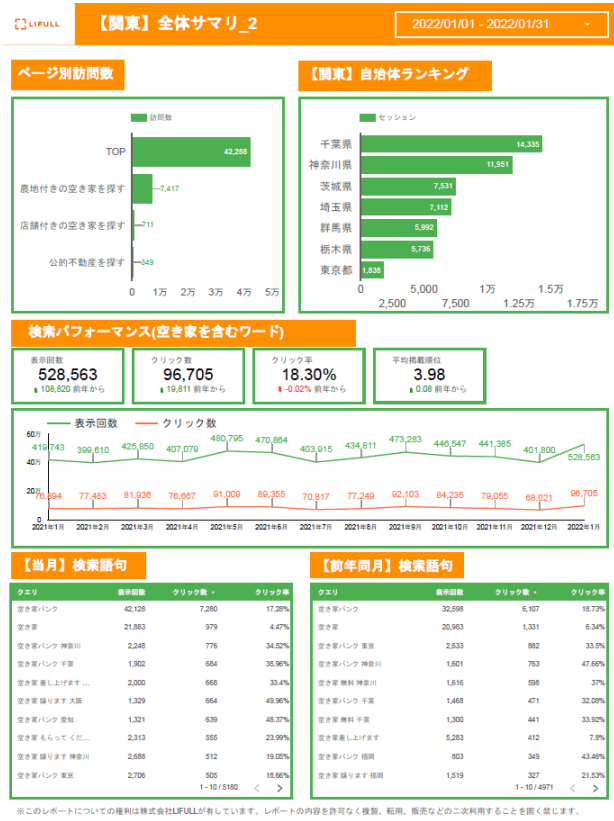 LIFULL
【関東】全体サマリ_2
2022/01/01 - 2022/01/31
ページ別訪問数
訪問数
TOP 42,288
農地付きの空き家を探す 7,417
店舗付きの空き家を探す 711
公的不動産を探す 349
0 1万 2万 3万 4万 5万
【関東】自治体ランキング
セッション
千葉県 14,335
神奈川県 11,951
茨城県 7,531
埼玉県 7,112
群馬県 5,992
栃木県 5,736
東京都 1,838
0 5,000 1万 1.5万
2,500 7,500 1.25万 1.75万
検索パフォーマンス(空き家を含むワード)
表示回数
528,563
108,820 前年から
クリック数
96,705
19,811 前年から
クリック率
18.30%
-0.02% 前年から
平均掲載順位
3.98
0.08 前年から
表示回数 クリック数
60万
40万
20万
0
419,743 399,610 425,850 407,079 480,795 470,864 403,915 434,811 473,283 446,547 441,385 401,800 528,563
76,894 77,483 81,936 76,667 91,009 89,355 70,817 77,249 92,103 84,235 79,055 68,021 96,705
2021年1月 2021年2月 2021年3月 2021年4月 2021年5月 2021年6月 2021年7月 2021年8月 2021年9月 2021年10月 2021年11月 2021年12月 2022年1月
【当月】検索語句
クエリ 表示回数 クリック数 クリック率
空き家バンク 42,128 7,280 17.28%
空き家 21,883 979 4.47%
空き家バンク 神奈川 2,248 776 34.52%
空き家バンク 千葉 1,902 684 35.96%
空き家 差し上げます ... 2,000 668 33.4%
空き家 譲ります 大阪 1,329 664 49.96%
空き家バンク 愛知 1,321 639 48.37%
空き家 もらって くだ... 2,313 555 23.99%
空き家 譲ります 神奈川 2,688 512 19.05%
空き家バンク 東京 2,706 505 18.66%
1 - 10 / 5180 < >
【前年同月】検索語句
クエリ 表示回数 クリック数 クリック率
空き家バンク 32,598 6,107 18.73%
空き家 20,983 1,331 6.34%
空き家バンク 東京 2,633 882 33.5%
空き家バンク 神奈川 1,601 763 47.66%
空き家 無料 神奈川 1,616 598 37%
空き家バンク 千葉 1,468 471 32.08%
空き家 無料 千葉 1,300 441 33.92%
空き家差し上げます 5,283 412 7.8%
空き家バンク 福岡 803 349 43.46%
空き家 譲ります 福岡 1,519 327 21.53%
1 - 10 / 4971 < >
※このレポートについての権利は株式会社LIFULLが有しています。レポートの内容を許可なく複製、転用、販売などの二次利用することを固く禁じます。